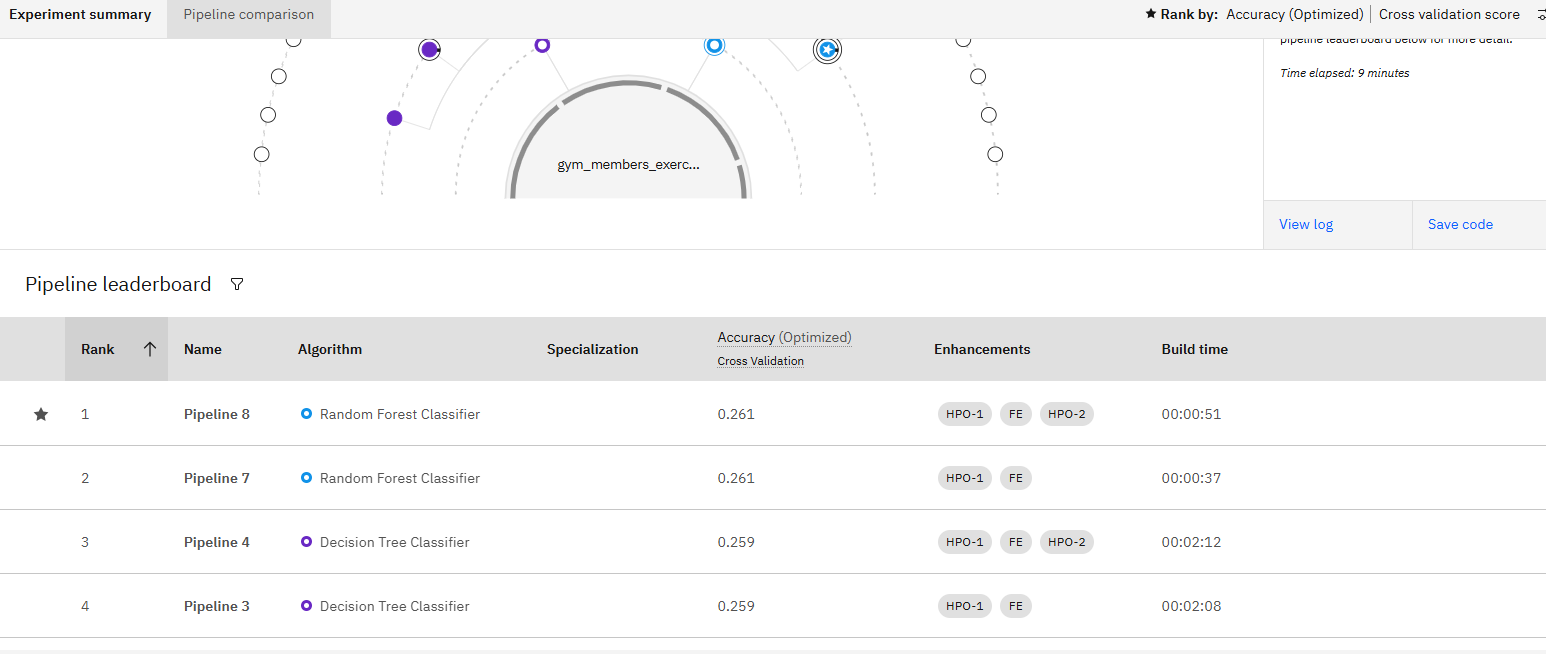 Experiment summary
Pipeline comparison
Rank by: Accuracy (Optimized) Cross validation score
pipeline leaderboard below for more detail.
Time elapsed: 9 minutes
gym_members_exerc...
View log
Save code
Pipeline leaderboard
Rank Name Algorithm Specialization Accuracy (Optimized) Enhancements Build time
Cross Validation
1 Pipeline 8 Random Forest Classifier 0.261 HPO-1 FE HPO-2 00:00:51
2 Pipeline 7 Random Forest Classifier 0.261 HPO-1 FE 00:00:37
3 Pipeline 4 Decision Tree Classifier 0.259 HPO-1 FE HPO-2 00:02:12
4 Pipeline 3 Decision Tree Classifier 0.259 HPO-1 FE 00:02:08